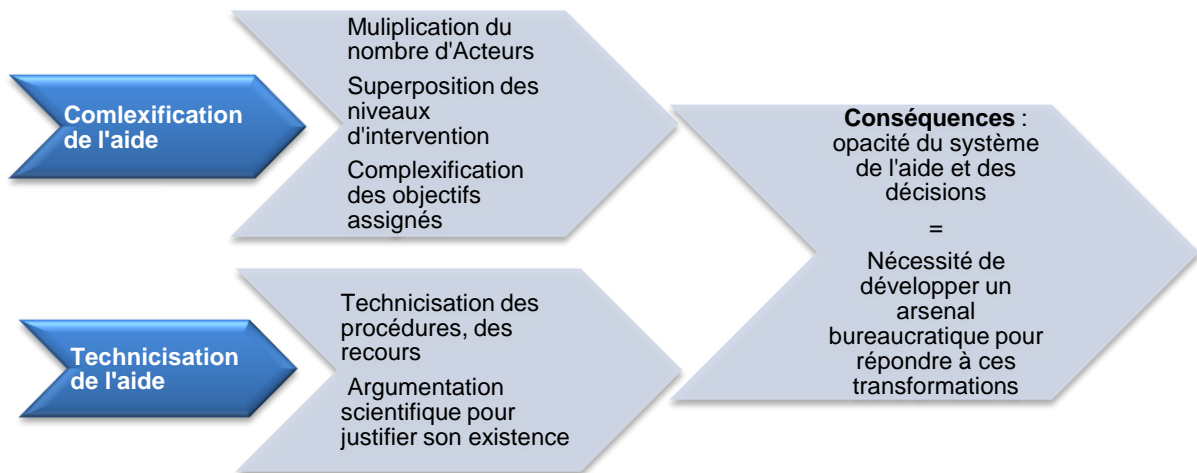 Comlexification
de l'aide
Muliplication du
nombre d'Acteurs
Superposition des
niveaux
d'intervention
Complexification
des objectifs
assignés
Technicisation
de l'aide
Technicisation des
procédures, des
recours
Argumentation
scientifique pour
justifier son existence
Conséquences :
opacité du système
de l'aide et des
décisions
=
Nécessité de
développer un
arsenal
bureaucratique pour
répondre à ces
transformations